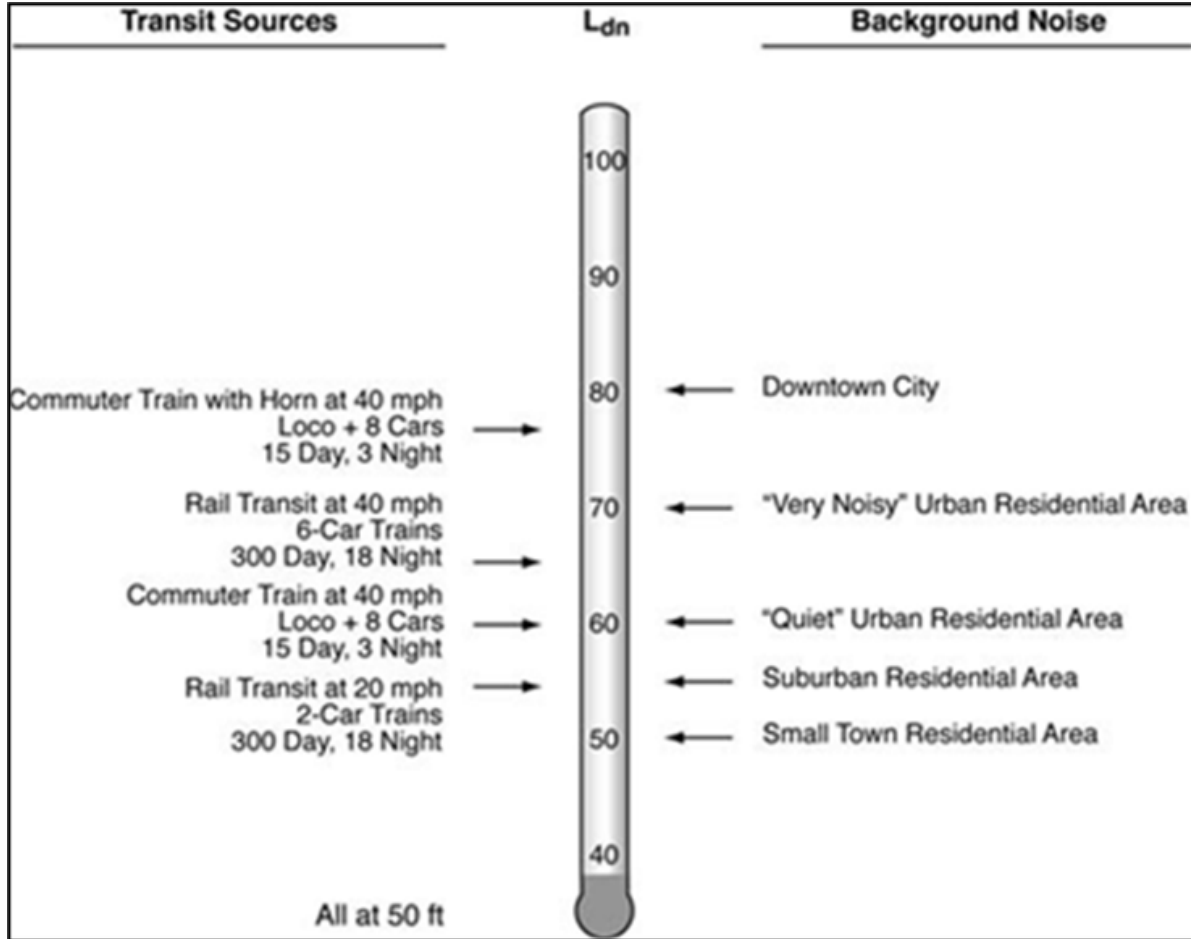 Transit Sources
Ldn
Background Noise
100
90
80
70
60
50
40
Commuter Train with Horn at 40 mph
Loco + 8 Cars
15 Day, 3 Night
Rail Transit at 40 mph
6-Car Trains
300 Day, 18 Night
Commuter Train at 40 mph
Loco + 8 Cars
15 Day, 3 Night
Rail Transit at 20 mph
2-Car Trains
300 Day, 18 Night
All at 50 ft
Downtown City
“Very Noisy” Urban Residential Area
“Quiet” Urban Residential Area
Suburban Residential Area
Small Town Residential Area